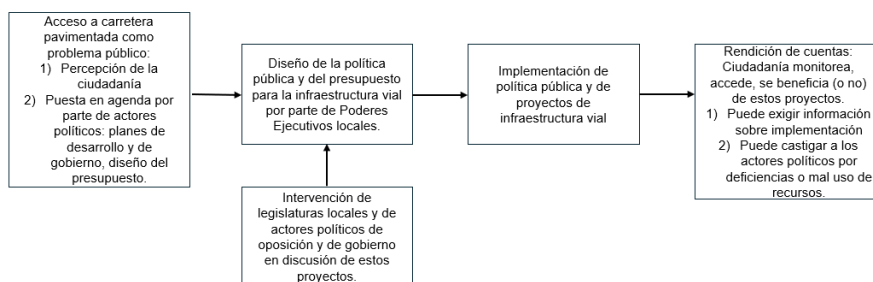 Acceso a carretera
pavimentada como
problema público:
1) Percepción de la
ciudadanía
2) Puesta en agenda por
parte de actores
políticos: planes de
desarrollo y de
gobierno, diseño del
presupuesto.
Diseño de la política
pública y del presupuesto
para la infraestructura vial
por parte de Poderes
Ejecutivos locales.
Intervención de
legislaturas locales y de
actores políticos de
oposición y de gobierno
en discusión de estos
proyectos.
Implementación de
política pública y de
proyectos de
infraestructura vial
Rendición de cuentas:
Ciudadanía monitorea,
accede, se beneficia (o no)
de estos proyectos.
1) Puede exigir información
sobre implementación
2) Puede castigar a los
actores políticos por
deficiencias o mal uso de
recursos.